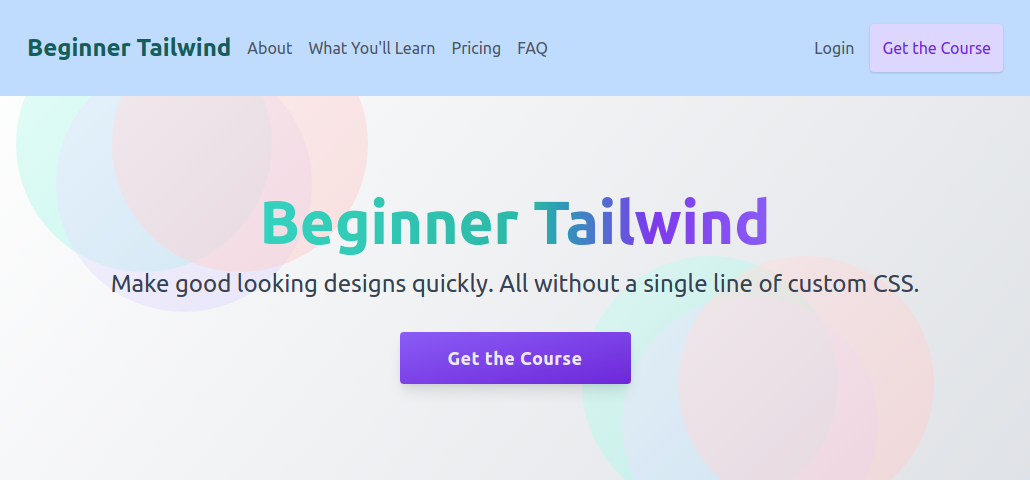 Beginner Tailwind About What You'll Learn Pricing FAQ Login Get the Course
Beginner Tailwind
Make good looking designs quickly. All without a single line of custom CSS.
Get the Course